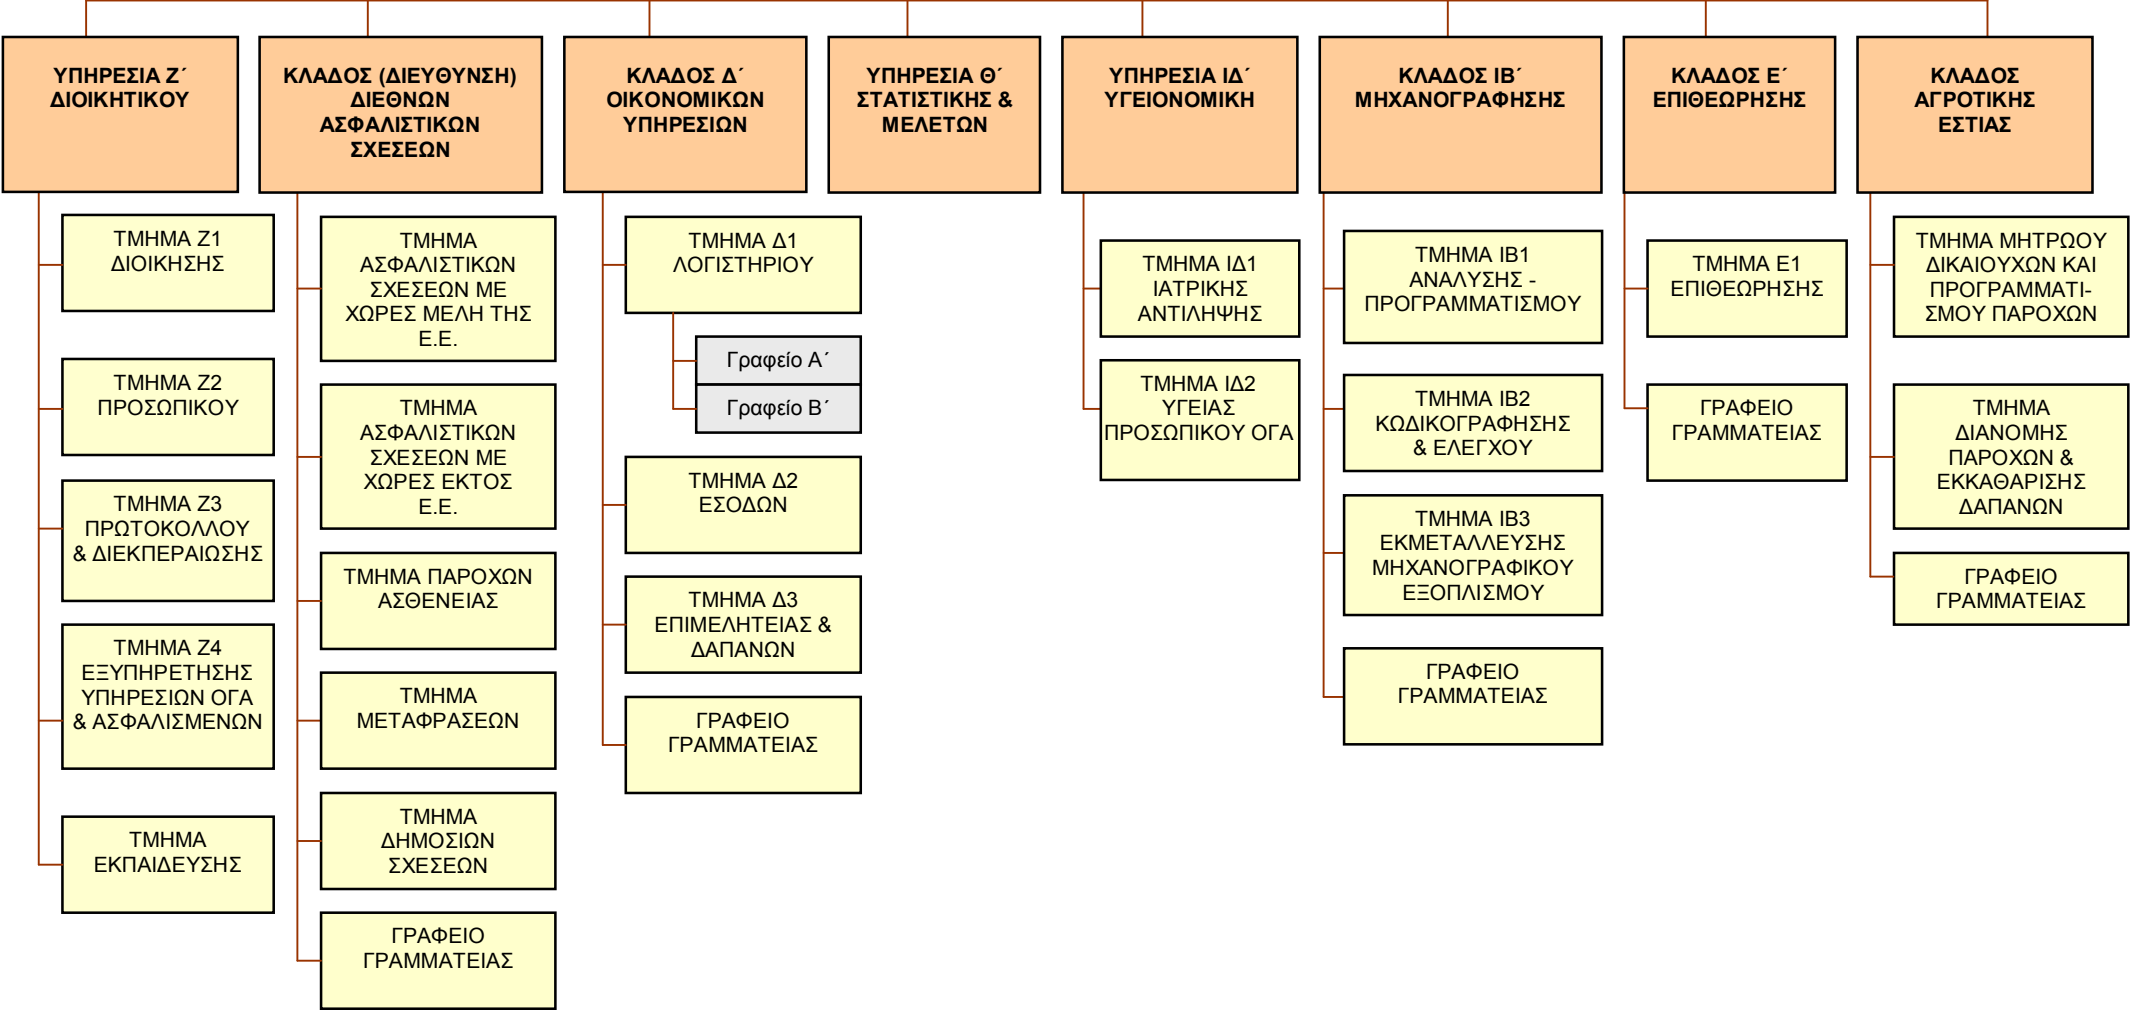 ΥΠΗΡΕΣΙΑ Ζ΄
ΔΙΟΙΚΗΤΙΚΟΥ
ΤΜΗΜΑ Ζ1
ΔΙΟΙΚΗΣΗΣ
ΤΜΗΜΑ Ζ2
ΠΡΟΣΩΠΙΚΟΥ
ΤΜΗΜΑ Ζ3
ΠΡΩΤΟΚΟΛΛΟΥ
& ΔΙΕΚΠΕΡΑΙΩΣΗΣ
ΤΜΗΜΑ Ζ4
ΕΞΥΠΗΡΕΤΗΣΗΣ
ΥΠΗΡΕΣΙΩΝ ΟΓΑ
& ΑΣΦΑΛΙΣΜΕΝΩΝ
ΤΜΗΜΑ
ΕΚΠΑΙΔΕΥΣΗΣ
ΚΛΑΔΟΣ (ΔΙΕΥΘΥΝΣΗ)
ΔΙΕΘΝΩΝ
ΑΣΦΑΛΙΣΤΙΚΩΝ
ΣΧΕΣΕΩΝ
ΤΜΗΜΑ
ΑΣΦΑΛΙΣΤΙΚΩΝ
ΣΧΕΣΕΩΝ ΜΕ
ΧΩΡΕΣ ΜΕΛΗ ΤΗΣ
Ε.Ε.
ΤΜΗΜΑ
ΑΣΦΑΛΙΣΤΙΚΩΝ
ΣΧΕΣΕΩΝ ΜΕ
ΧΩΡΕΣ ΕΚΤΟΣ
Ε.Ε.
ΤΜΗΜΑ ΠΑΡΟΧΩΝ
ΑΣΘΕΝΕΙΑΣ
ΤΜΗΜΑ
ΜΕΤΑΦΡΑΣΕΩΝ
ΤΜΗΜΑ
ΔΗΜΟΣΙΩΝ
ΣΧΕΣΕΩΝ
ΓΡΑΦΕΙΟ
ΓΡΑΜΜΑΤΕΙΑΣ
ΚΛΑΔΟΣ Δ΄
ΟΙΚΟΝΟΜΙΚΩΝ
ΥΠΗΡΕΣΙΩΝ
ΤΜΗΜΑ Δ1
ΛΟΓΙΣΤΗΡΙΟΥ
Γραφείο Α΄
Γραφείο Β΄
ΤΜΗΜΑ Δ2
ΕΣΟΔΩΝ
ΤΜΗΜΑ Δ3
ΕΠΙΜΕΛΗΤΕΙΑΣ &
ΔΑΠΑΝΩΝ
ΓΡΑΦΕΙΟ
ΓΡΑΜΜΑΤΕΙΑΣ
ΥΠΗΡΕΣΙΑ Θ΄
ΣΤΑΤΙΣΤΙΚΗΣ &
ΜΕΛΕΤΩΝ
ΥΠΗΡΕΣΙΑ ΙΔ΄
ΥΓΕΙΟΝΟΜΙΚΗ
ΤΜΗΜΑ ΙΔ1
ΙΑΤΡΙΚΗΣ
ΑΝΤΙΛΗΨΗΣ
ΤΜΗΜΑ ΙΔ2
ΥΓΕΙΑΣ
ΠΡΟΣΩΠΙΚΟΥ ΟΓΑ
ΚΛΑΔΟΣ ΙΒ΄
ΜΗΧΑΝΟΓΡΑΦΗΣΗΣ
ΤΜΗΜΑ ΙΒ1
ΑΝΑΛΥΣΗΣ -
ΠΡΟΓΡΑΜΜΑΤΙΣΜΟΥ
ΤΜΗΜΑ ΙΒ2
ΚΩΔΙΚΟΓΡΑΦΗΣΗΣ
& ΕΛΕΓΧΟΥ
ΤΜΗΜΑ ΙΒ3
ΕΚΜΕΤΑΛΛΕΥΣΗΣ
ΜΗΧΑΝΟΓΡΑΦΙΚΟΥ
ΕΞΟΠΛΙΣΜΟΥ
ΓΡΑΦΕΙΟ
ΓΡΑΜΜΑΤΕΙΑΣ
ΚΛΑΔΟΣ Ε΄
ΕΠΙΘΕΩΡΗΣΗΣ
ΤΜΗΜΑ Ε1
ΕΠΙΘΕΩΡΗΣΗΣ
ΓΡΑΦΕΙΟ
ΓΡΑΜΜΑΤΕΙΑΣ
ΚΛΑΔΟΣ
ΑΓΡΟΤΙΚΗΣ
ΕΣΤΙΑΣ
ΤΜΗΜΑ ΜΗΤΡΩΟΥ
ΔΙΚΑΙΟΥΧΩΝ ΚΑΙ
ΠΡΟΓΡΑΜΜΑΤΙ-
ΣΜΟΥ ΠΑΡΟΧΩΝ
ΤΜΗΜΑ
ΔΙΑΝΟΜΗΣ
ΠΑΡΟΧΩΝ &
ΕΚΚΑΘΑΡΙΣΗΣ
ΔΑΠΑΝΩΝ
ΓΡΑΦΕΙΟ
ΓΡΑΜΜΑΤΕΙΑΣ